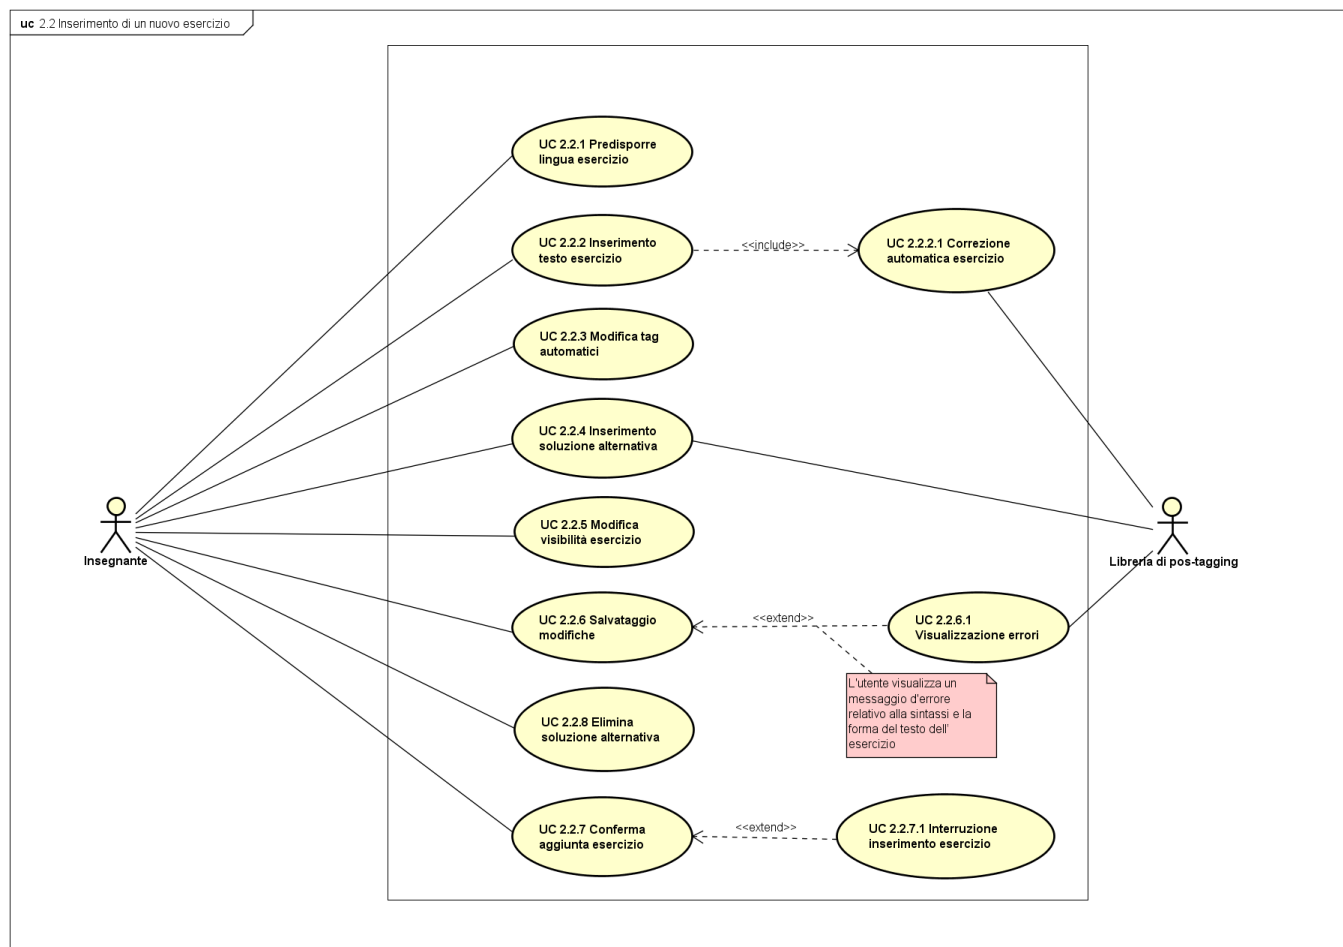 uc 2.2 Inserimento di un nuovo esercizio
UC 2.2.1 Predisporre
lingua esercizio
UC 2.2.2 Inserimento
testo esercizio
<<include>>
UC 2.2.2.1 Correzione
automatica esercizio
UC 2.2.3 Modifica tag
automatici
UC 2.2.4 Inserimento
soluzione alternativa
UC 2.2.5 Modifica
visibilità esercizio
Insegnante
Libreria di pos-tagging
UC 2.2.6 Salvataggio
modifiche
<<extend>>
UC 2.2.6.1
Visualizzazione errori
L'utente visualizza un
messaggio d'errore
relativo alla sintassi e la
forma del testo dell'
esercizio
UC 2.2.8 Elimina
soluzione alternativa
UC 2.2.7 Conferma
aggiunta esercizio
<<extend>>
UC 2.2.7.1 Interruzione
inserimento esercizio